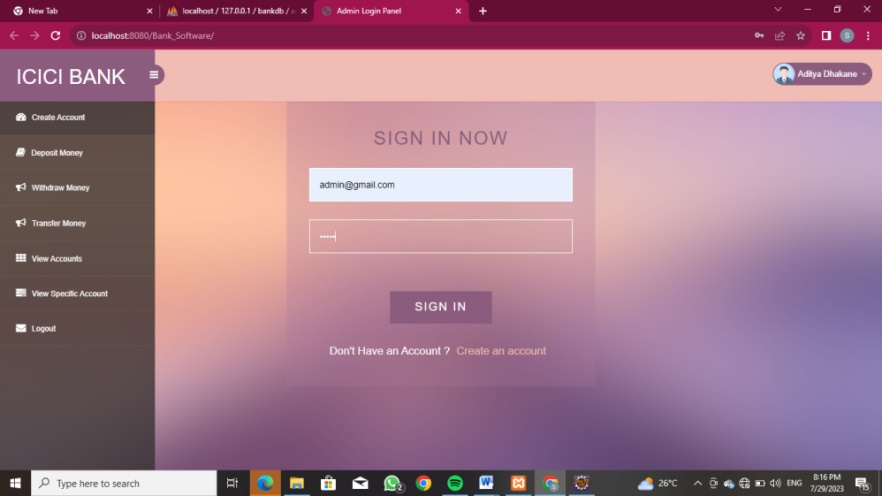 New Tab
localhost / 127.0.0.1 / bankdb /
Admin Login Panel
localhost:8080/Bank_Software/
S
ICICI BANK
Aditya Dhakane
Create Account
Deposit Money
Withdraw Money
Transfer Money
View Accounts
View Specific Account
Logout
SIGN IN NOW
admin@gmail.com
•••••
SIGN IN
Don't Have an Account ? Create an account
Type here to search
26°C
ENG
8:16 PM
7/29/2023